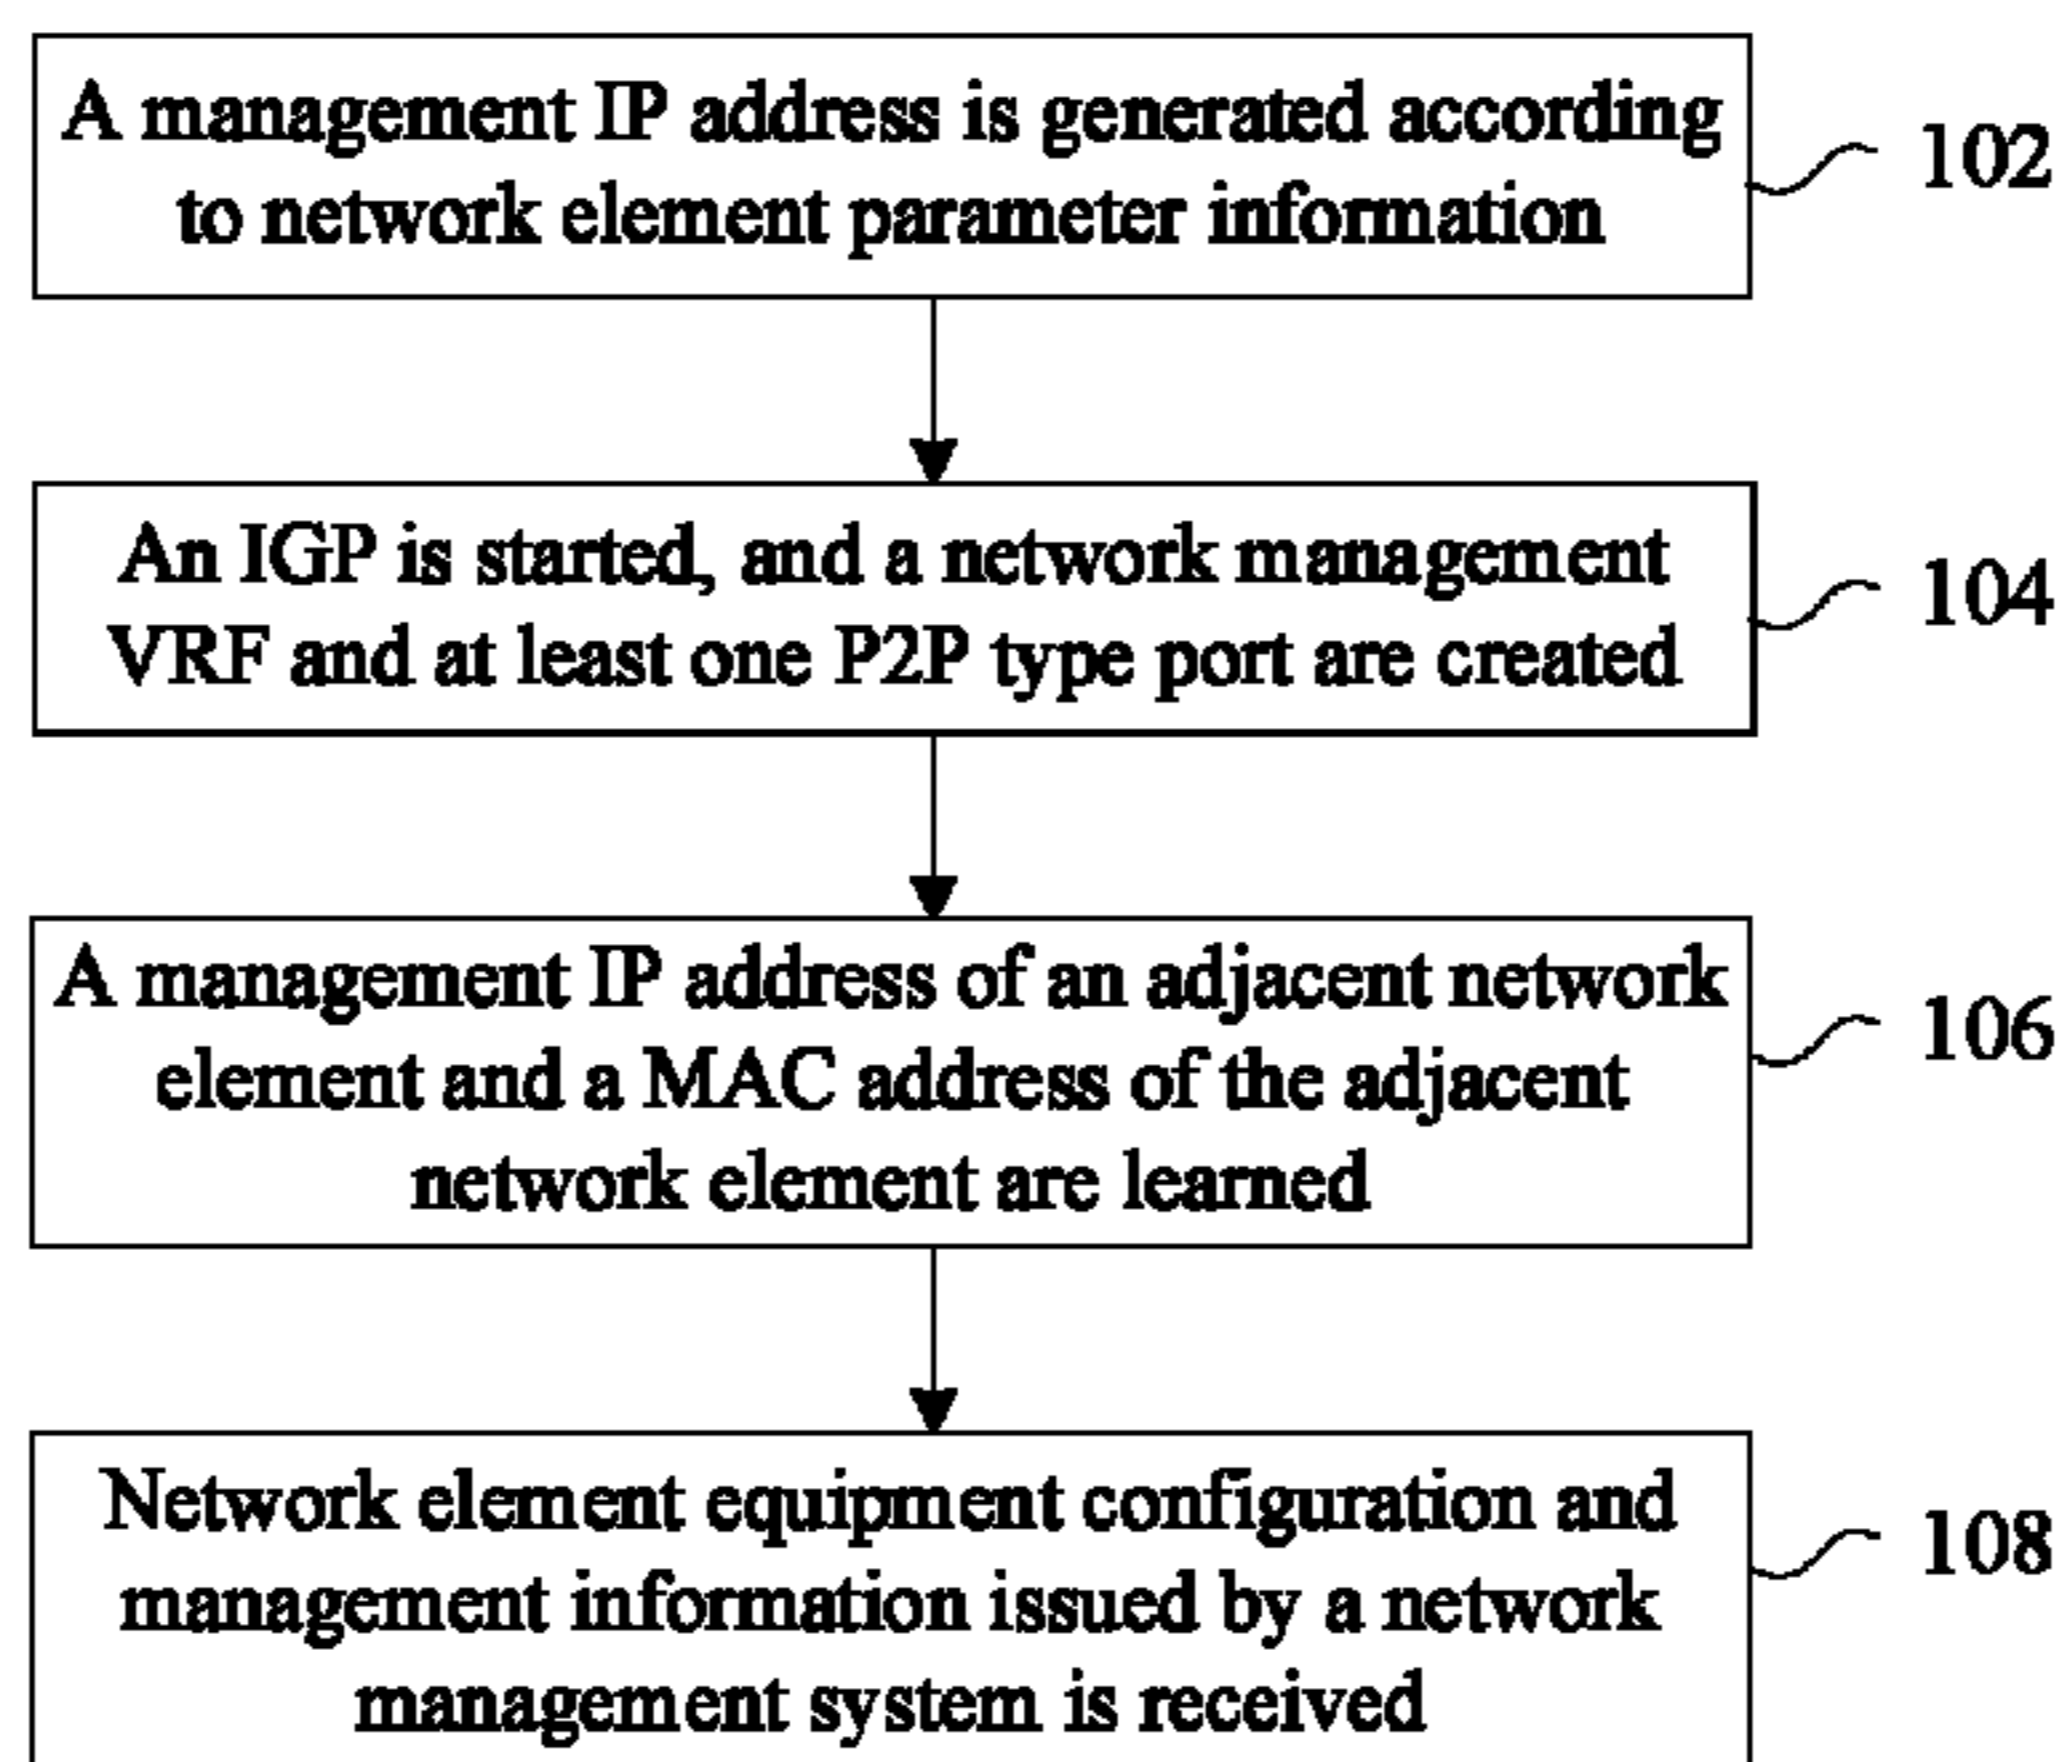 A management IP address is generated according
to network element parameter information
102
An IGP is started, and a network management
VRF and at least one P2P type port are created
104
A management IP address of an adjacent network
element and a MAC address of the adjacent
network element are learned
106
Network element equipment configuration and
management information issued by a network
management system is received
108